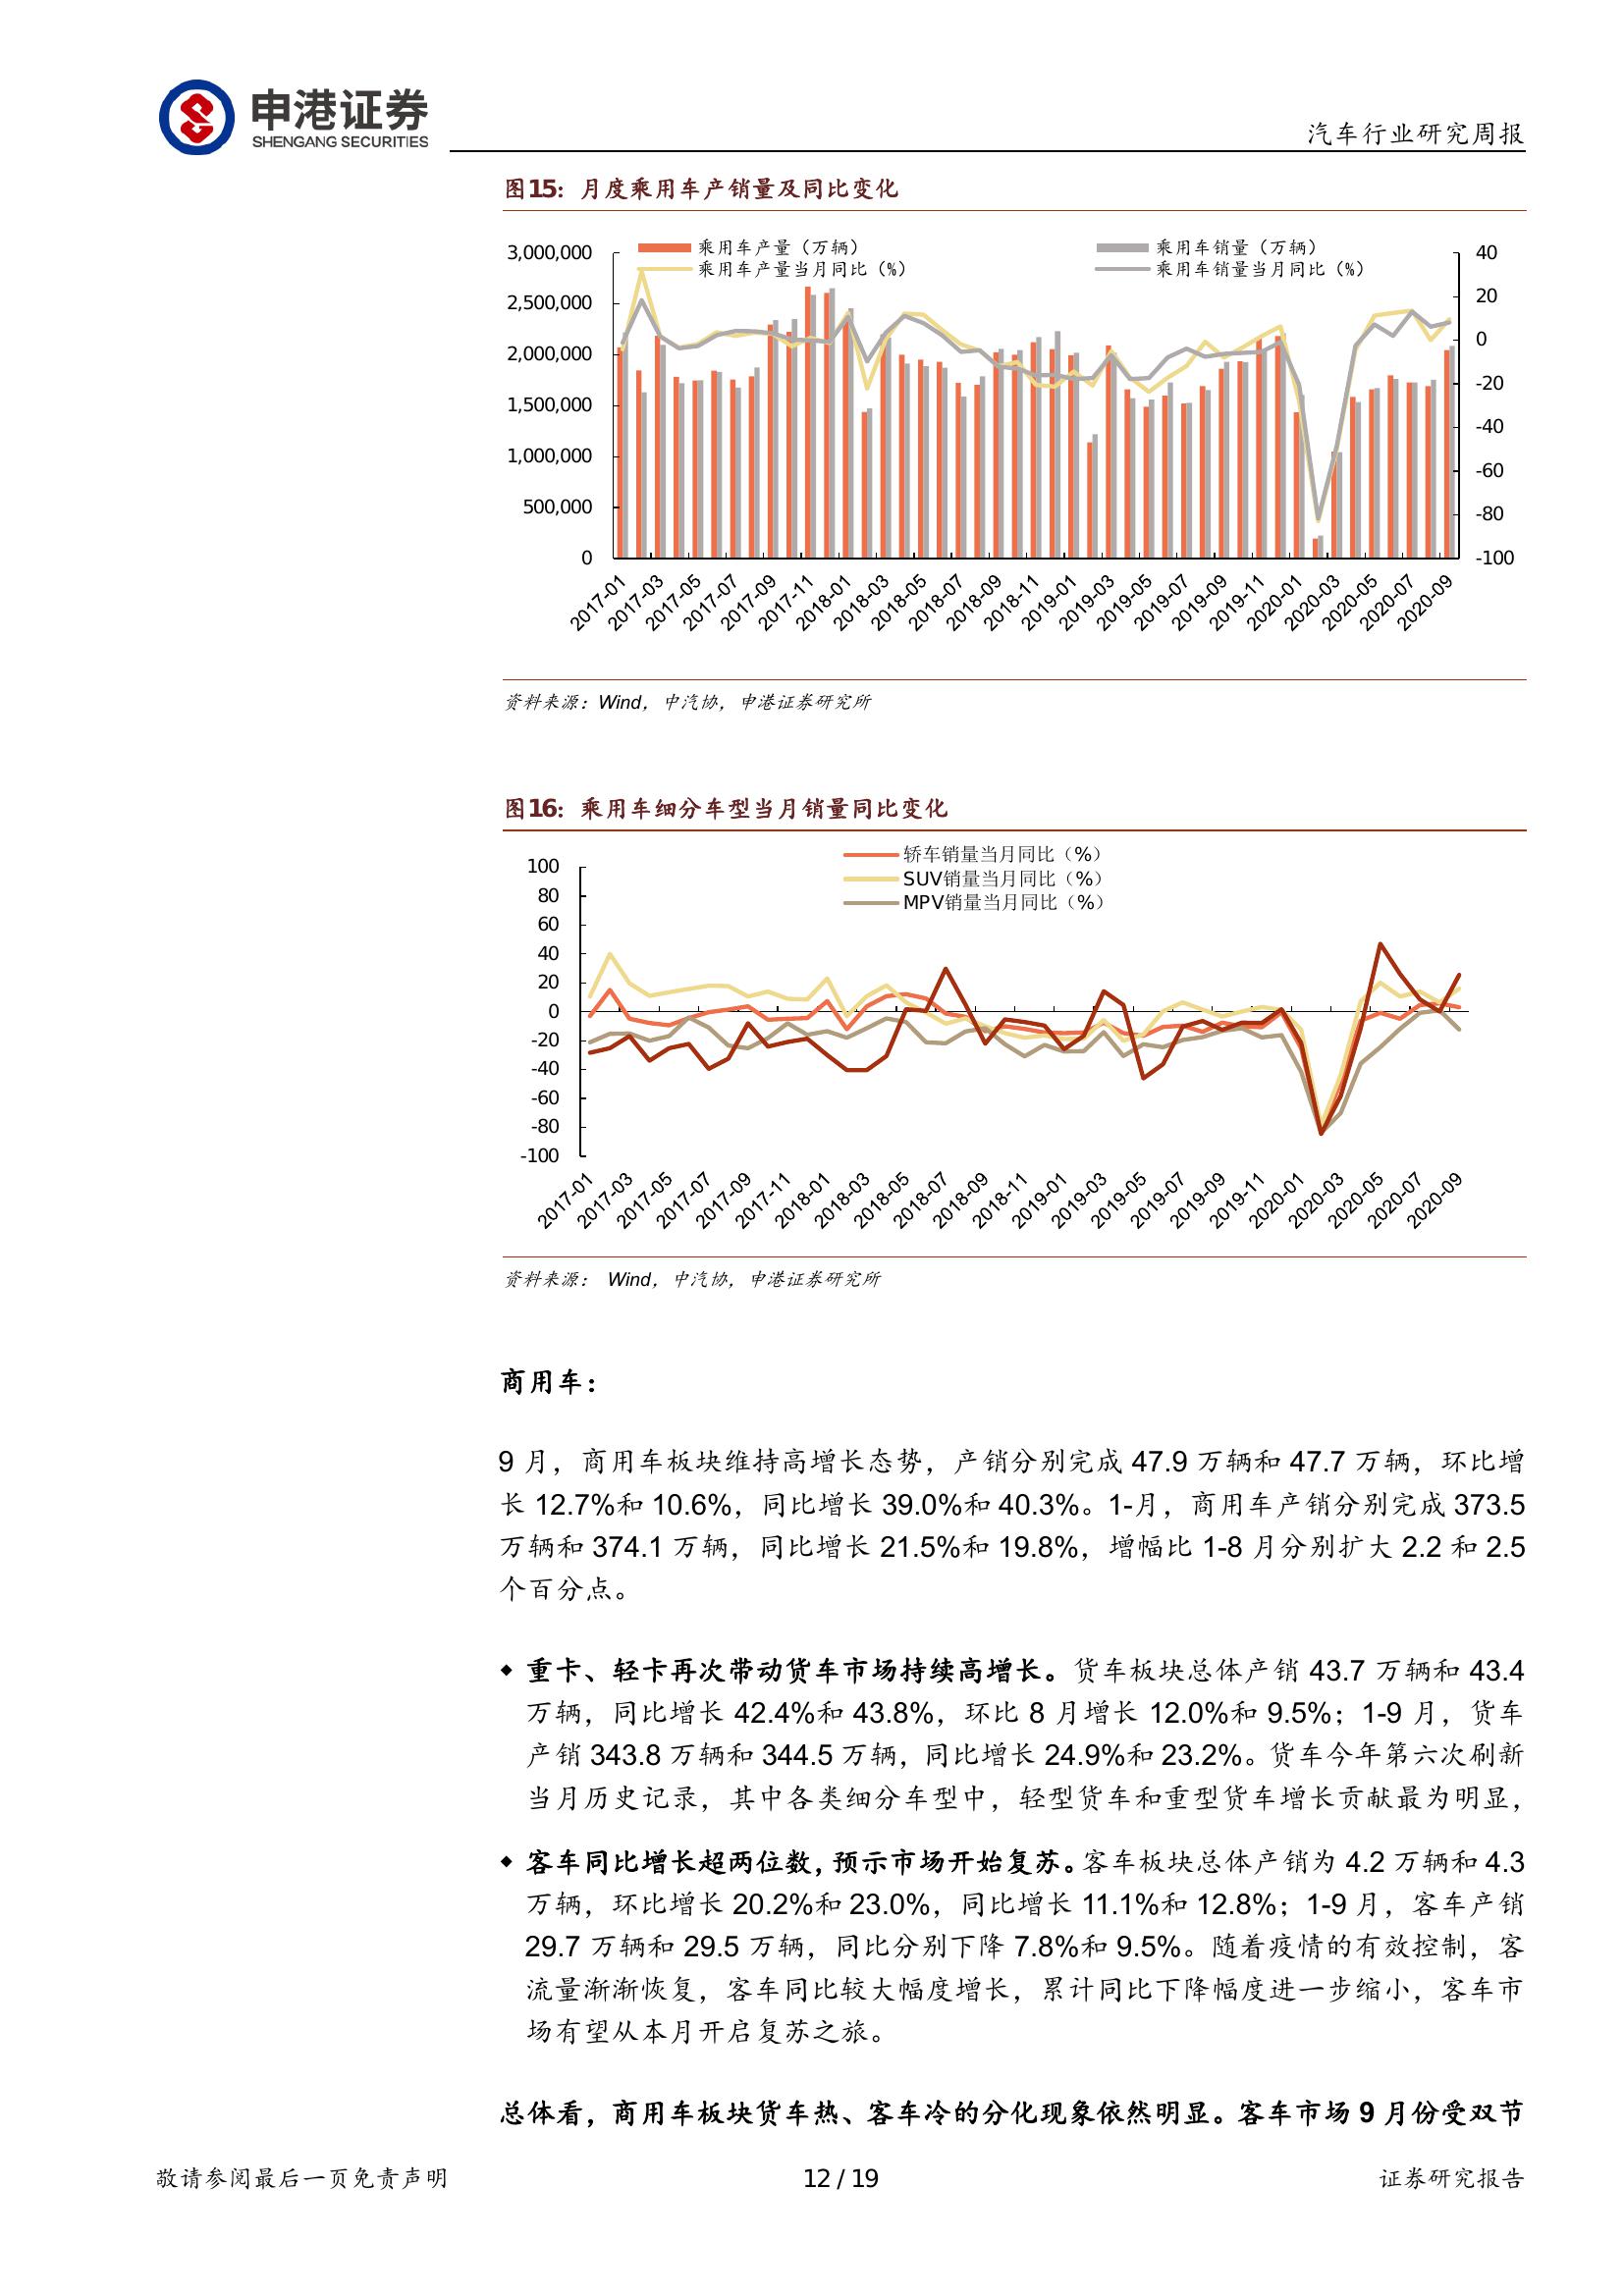 申港证券
SHENGANG SECURITIES
汽车行业研究周报
图15：月度乘用车产销量及同比变化
乘用车产量（万辆） 乘用车销量（万辆）
乘用车产量当月同比（%） 乘用车销量当月同比（%）
3,000,000 40
2,500,000 20
2,000,000 0
1,500,000 -20
1,000,000 -40
500,000 -60
0 -80
-100
2017-01 2017-03 2017-05 2017-07 2017-09 2017-11 2018-01 2018-03 2018-05 2018-07 2018-09 2018-11 2019-01 2019-03 2019-05 2019-07 2019-09 2019-11 2020-01 2020-03 2020-05 2020-07 2020-09
资料来源：Wind，中汽协，申港证券研究所
图16：乘用车细分车型当月销量同比变化
轿车销量当月同比（%）
SUV销量当月同比（%）
MPV销量当月同比（%）
100
80
60
40
20
0
-20
-40
-60
-80
-100
2017-01 2017-03 2017-05 2017-07 2017-09 2017-11 2018-01 2018-03 2018-05 2018-07 2018-09 2018-11 2019-01 2019-03 2019-05 2019-07 2019-09 2019-11 2020-01 2020-03 2020-05 2020-07 2020-09
资料来源： Wind，中汽协，申港证券研究所
商用车：
9 月，商用车板块维持高增长态势，产销分别完成 47.9 万辆和 47.7 万辆，环比增
长 12.7%和 10.6%，同比增长 39.0%和 40.3%。1-月，商用车产销分别完成 373.5
万辆和 374.1 万辆，同比增长 21.5%和 19.8%，增幅比 1-8 月分别扩大 2.2 和 2.5
个百分点。
◆ 重卡、轻卡再次带动货车市场持续高增长。货车板块总体产销 43.7 万辆和 43.4
万辆，同比增长 42.4%和 43.8%，环比 8 月增长 12.0%和 9.5%；1-9 月，货车
产销 343.8 万辆和 344.5 万辆，同比增长 24.9%和 23.2%。货车今年第六次刷新
当月历史记录，其中各类细分车型中，轻型货车和重型货车增长贡献最为明显，
◆ 客车同比增长超两位数，预示市场开始复苏。客车板块总体产销为 4.2 万辆和 4.3
万辆，环比增长 20.2%和 23.0%，同比增长 11.1%和 12.8%；1-9 月，客车产销
29.7 万辆和 29.5 万辆，同比分别下降 7.8%和 9.5%。随着疫情的有效控制，客
流量渐渐恢复，客车同比较大幅度增长，累计同比下降幅度进一步缩小，客车市
场有望从本月开启复苏之旅。
总体看，商用车板块货车热、客车冷的分化现象依然明显。客车市场 9 月份受双节
敬请参阅最后一页免责声明 12 / 19 证券研究报告